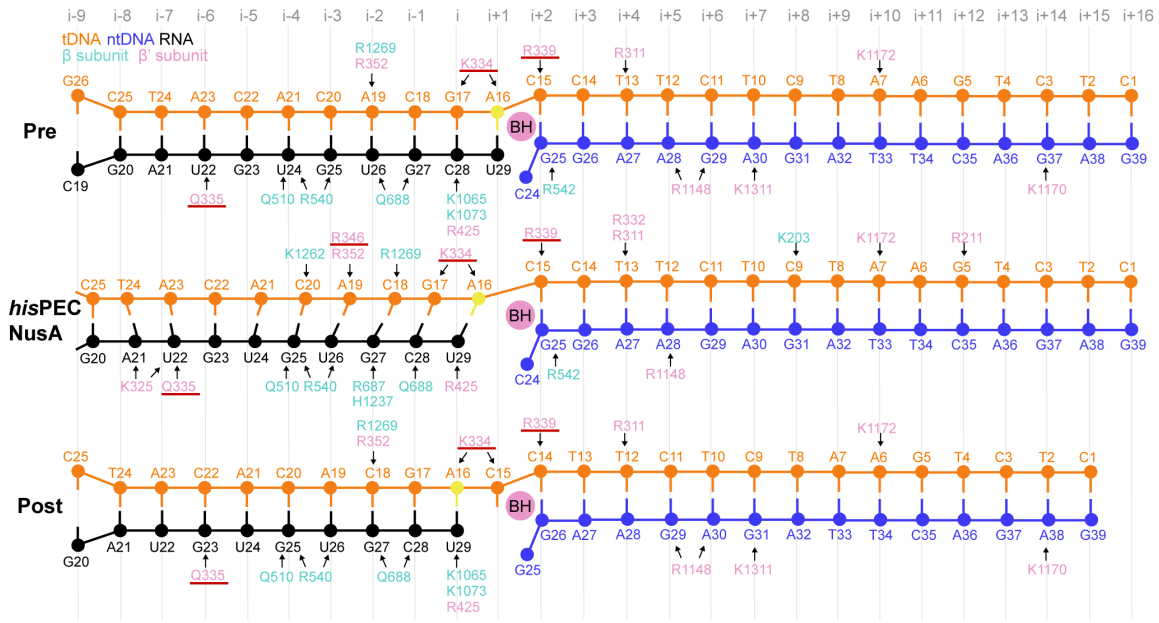 i-9 i-8 i-7 i-6 i-5 i-4 i-3 i-2 i-1 i i+1 i+2 i+3 i+4 i+5 i+6 i+7 i+8 i+9 i+10 i+11 i+12 i+13 i+14 i+15 i+16
tDNA ntDNA RNA
β subunit β' subunit
R1269
R352 K334 R339 R311 K1172
G26 C25 T24 A23 C22 A21 C20 A19 C18 G17 A16 C15 C14 T13 T12 C11 T10 C9 T8 A7 A6 G5 T4 C3 T2 C1
Pre BH
C19 G20 A21 U22 G23 U24 G25 U26 G27 C28 U29 G25 G26 A27 A28 G29 A30 G31 A32 T33 T34 C35 A36 G37 A38 G39
C24
Q335 Q510 R540 Q688 K1065 R542 R1148 K1311 K1170
K1073
R425
R346 R332
K1262 R352 R1269 K334 R339 R311 K203 K1172 R211
C25 T24 A23 C22 A21 C20 A19 C18 G17 A16 C15 C14 T13 T12 C11 T10 C9 T8 A7 A6 G5 T4 C3 T2 C1
hisPEC
NusA BH
G20 A21 U22 G23 U24 G25 U26 G27 C28 U29 G25 G26 A27 A28 G29 A30 G31 A32 T33 T34 C35 A36 G37 A38 G39
C24
K325 Q335 Q510 R540 R687 Q688 R425 R542 R1148
H1237
R1269
R352 K334 R339 R311 K1172
C25 T24 A23 C22 A21 C20 A19 C18 G17 A16 C15 C14 T13 T12 C11 T10 C9 T8 A7 A6 G5 T4 C3 T2 C1
Post BH
G20 A21 U22 G23 U24 G25 U26 G27 C28 U29 G26 A27 A28 G29 A30 G31 A32 T33 T34 C35 A36 G37 A38 G39
G25
Q335 Q510 R540 Q688 K1065 R1148 K1311 K1170
K1073
R425